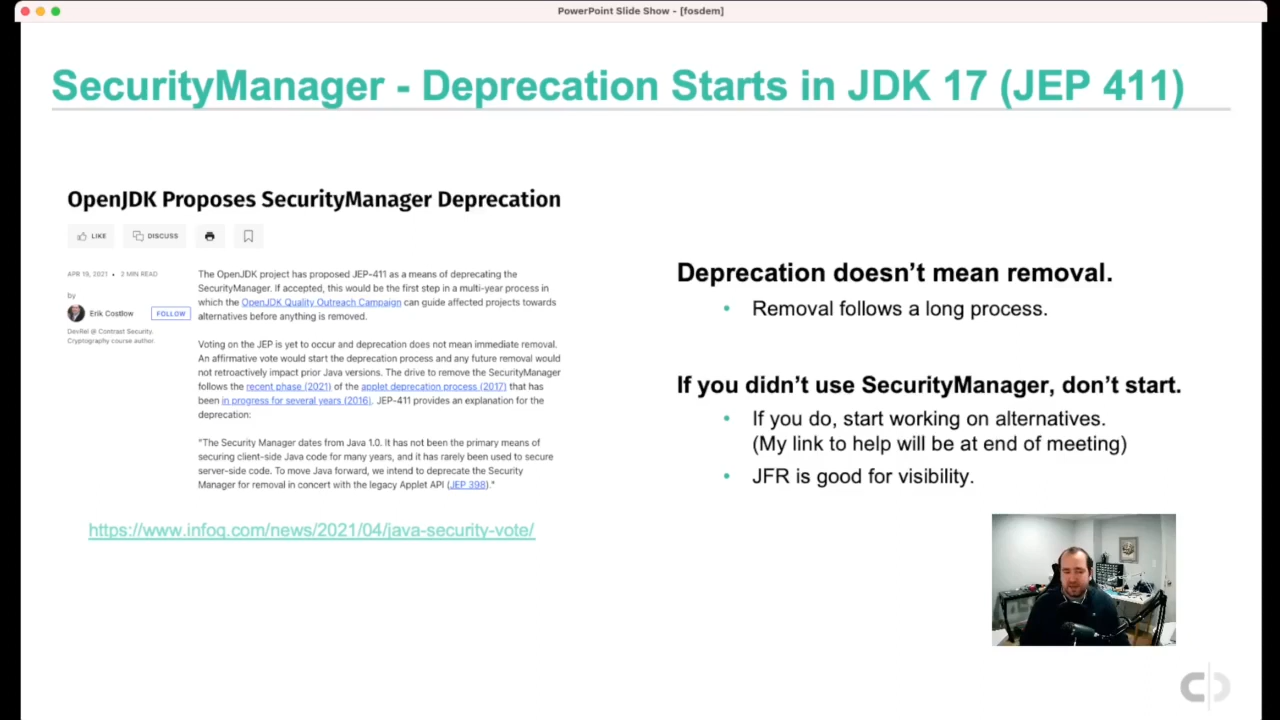 PowerPoint Slide Show - [fosdem]
SecurityManager - Deprecation Starts in JDK 17 (JEP 411)
OpenJDK Proposes SecurityManager Deprecation
LIKE DISCUSS
APR 19, 2021 • 2 MIN READ
by
Erik Costlow FOLLOW
DevRel @ Contrast Security.
Cryptography course author.
The OpenJDK project has proposed JEP-411 as a means of deprecating the
SecurityManager. If accepted, this would be the first step in a multi-year process in
which the OpenJDK Quality Outreach Campaign can guide affected projects towards
alternatives before anything is removed.
Voting on the JEP is yet to occur and deprecation does not mean immediate removal.
An affirmative vote would start the deprecation process and any future removal would
not retroactively impact prior Java versions. The drive to remove the SecurityManager
follows the recent phase (2021) of the applet deprecation process (2017) that has
been in progress for several years (2016). JEP-411 provides an explanation for the
deprecation:
"The Security Manager dates from Java 1.0. It has not been the primary means of
securing client-side Java code for many years, and it has rarely been used to secure
server-side code. To move Java forward, we intend to deprecate the Security
Manager for removal in concert with the legacy Applet API (JEP 398)."
https://www.infoq.com/news/2021/04/java-security-vote/
Deprecation doesn't mean removal.
• Removal follows a long process.
If you didn't use SecurityManager, don't start.
• If you do, start working on alternatives.
(My link to help will be at end of meeting)
• JFR is good for visibility.